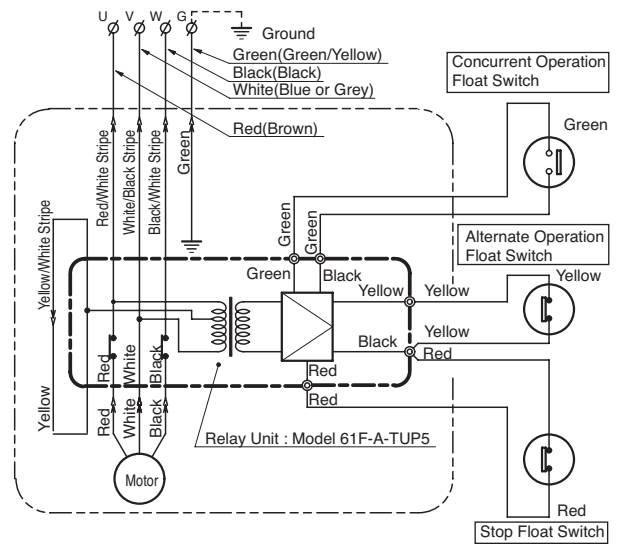 U V W G
Ground
Green(Green/Yellow)
Black(Black)
White(Blue or Grey)
Red(Brown)
Concurrent Operation
Float Switch
Green
Red/White Stripe
White/Black Stripe
Black/White Stripe
Green
Yellow/White Stripe
Green
Green
Alternate Operation
Float Switch
Green
Black
Yellow
Yellow
Yellow
Black
Yellow
Red
Red
White
Black
Red
Red
Yellow
Red
White
Black
Relay Unit : Model 61F-A-TUP5
Motor
Red
Stop Float Switch